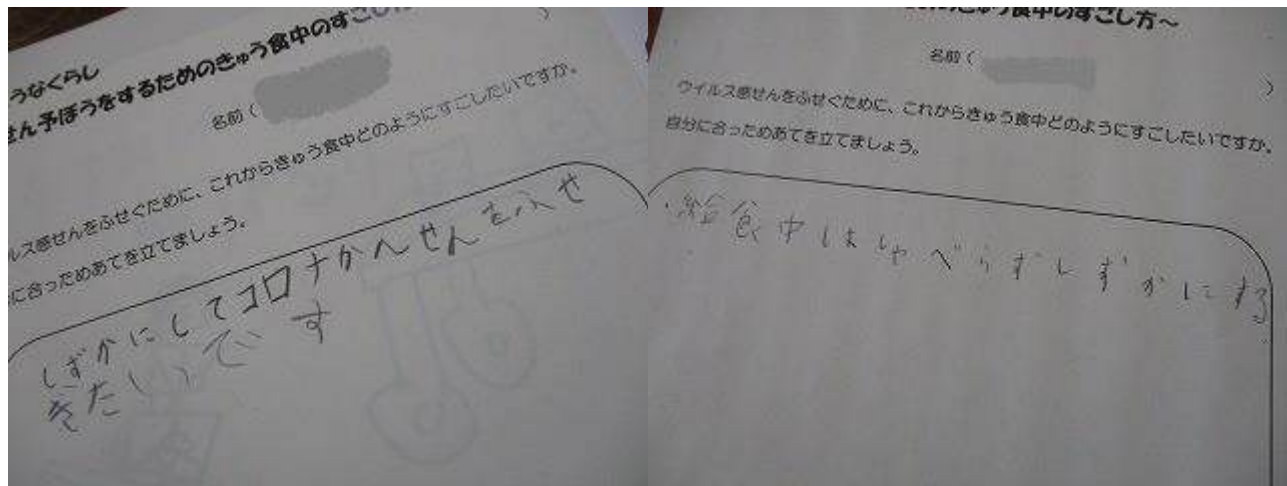 うなくらし
せん予ぼうをするためのきゅう食中のすごし方
名前（ ）
ルス感せんをふせぐために、これからきゅう食中どのようにすごしたいですか。
に合っためあてを立てましょう。
しずかにしてコロナかんせんをふせ
きたいです
きゅう食中のすごし方～
名前（ ）
ウイルス感せんをふせぐために、これからきゅう食中どのようにすごしたいですか。
自分に合っためあてを立てましょう。
・給食中はしゃべらずしずかにする